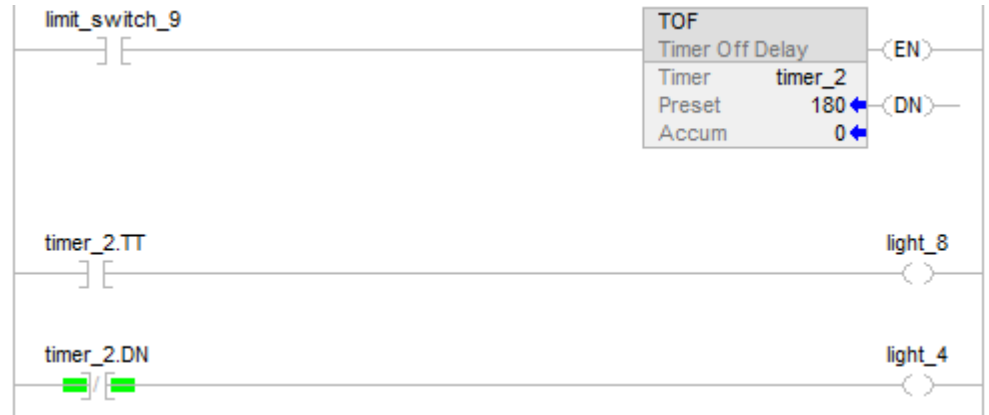 limit_switch_9
TOF
Timer Off Delay
EN
Timer timer_2
Preset 180
DN
Accum 0
timer_2.TT
light_8
timer_2.DN
light_4